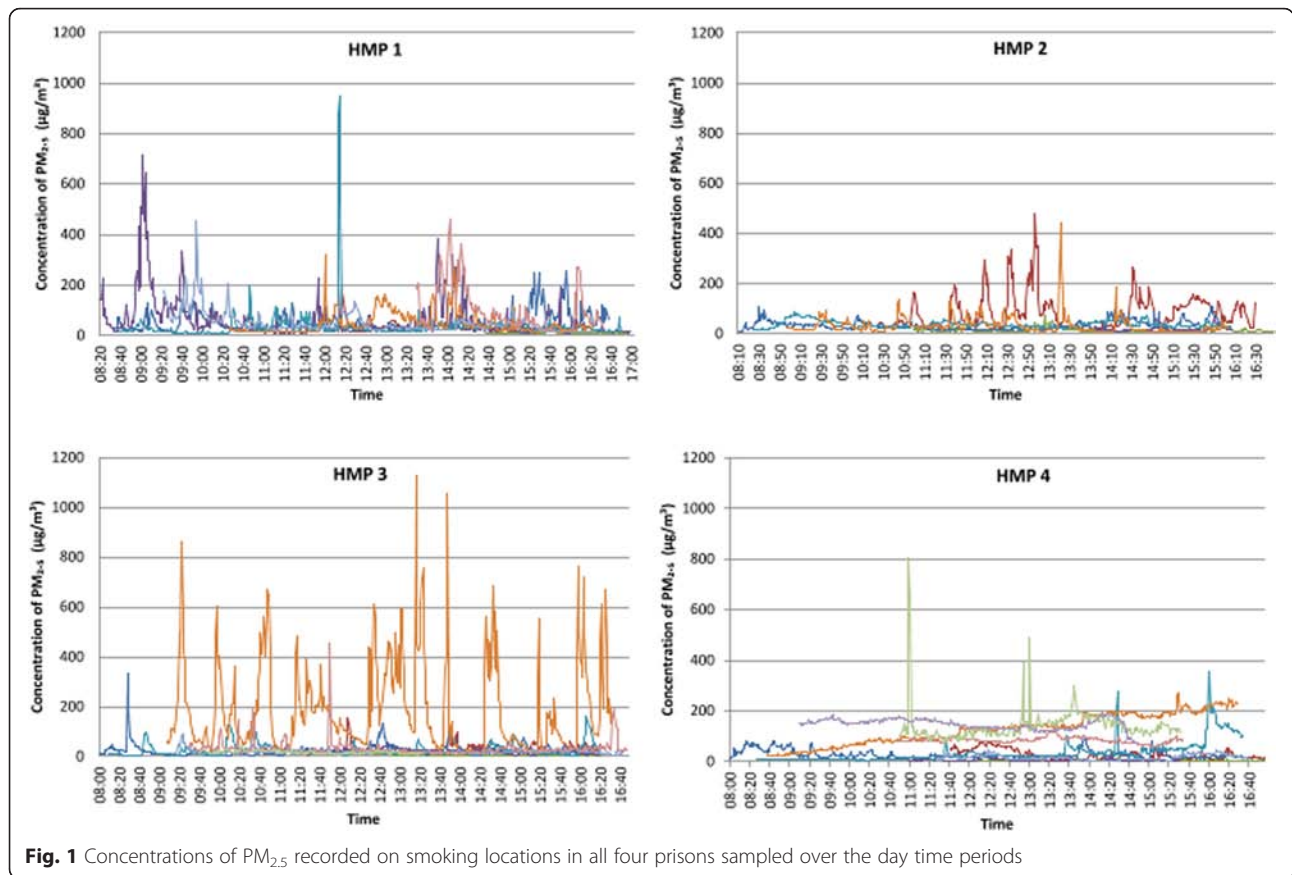 HMP 1
1200
1000
800
600
400
200
0
Concentration of PM2-5 (µg/m³)
08:20 08:40 09:00 09:20 09:40 10:00 10:20 10:40 11:00 11:20 11:40 12:00 12:20 12:40 13:00 13:20 13:40 14:00 14:20 14:40 15:00 15:20 15:40 16:00 16:20 16:40 17:00
Time
HMP 2
1200
1000
800
600
400
200
0
Concentration of PM2-5 (µg/m³)
08:10 08:30 08:50 09:10 09:30 09:50 10:10 10:30 10:50 11:10 11:30 11:50 12:10 12:30 12:50 13:10 13:30 13:50 14:10 14:30 14:50 15:10 15:30 15:50 16:10 16:30
Time
HMP 3
1200
1000
800
600
400
200
0
Concentration of PM2-5 (µg/m³)
08:00 08:20 08:40 09:00 09:20 09:40 10:00 10:20 10:40 11:00 11:20 11:40 12:00 12:20 12:40 13:00 13:20 13:40 14:00 14:20 14:40 15:00 15:20 15:40 16:00 16:20 16:40
Time
HMP 4
1200
1000
800
600
400
200
0
Concentration of PM2-5 (µg/m³)
08:00 08:20 08:40 09:00 09:20 09:40 10:00 10:20 10:40 11:00 11:20 11:40 12:00 12:20 12:40 13:00 13:20 13:40 14:00 14:20 14:40 15:00 15:20 15:40 16:00 16:20 16:40
Time
Fig. 1 Concentrations of PM2.5 recorded on smoking locations in all four prisons sampled over the day time periods